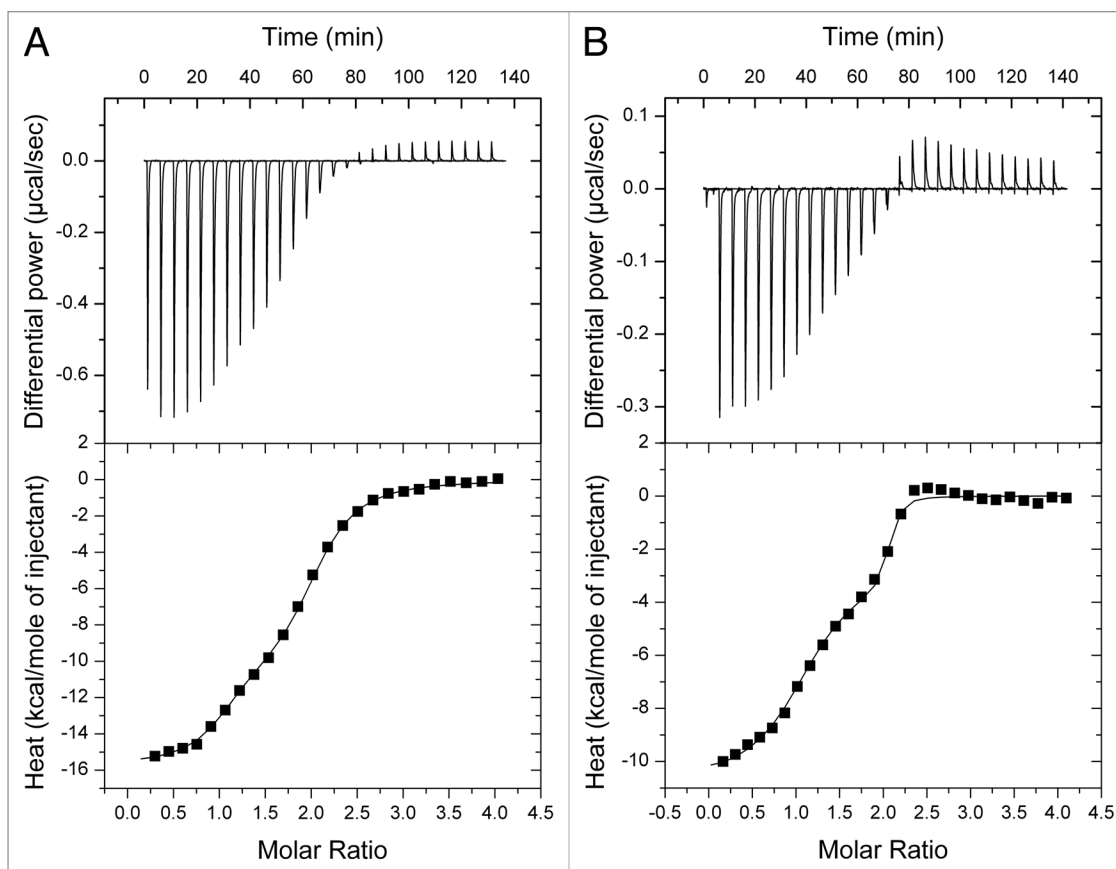 A
Time (min)
0 20 40 60 80 100 120 140
Differential power (µcal/sec)
0.0
-0.2
-0.4
-0.6
2
0
-2
-4
-6
-8
-10
-12
-14
-16
Heat (kcal/mole of injectant)
0.0 0.5 1.0 1.5 2.0 2.5 3.0 3.5 4.0 4.5
Molar Ratio
B
Time (min)
0 20 40 60 80 100 120 140
Differential power (µcal/sec)
0.1
0.0
-0.1
-0.2
-0.3
2
0
-2
-4
-6
-8
-10
Heat (kcal/mole of injectant)
-0.5 0.0 0.5 1.0 1.5 2.0 2.5 3.0 3.5 4.0 4.5
Molar Ratio